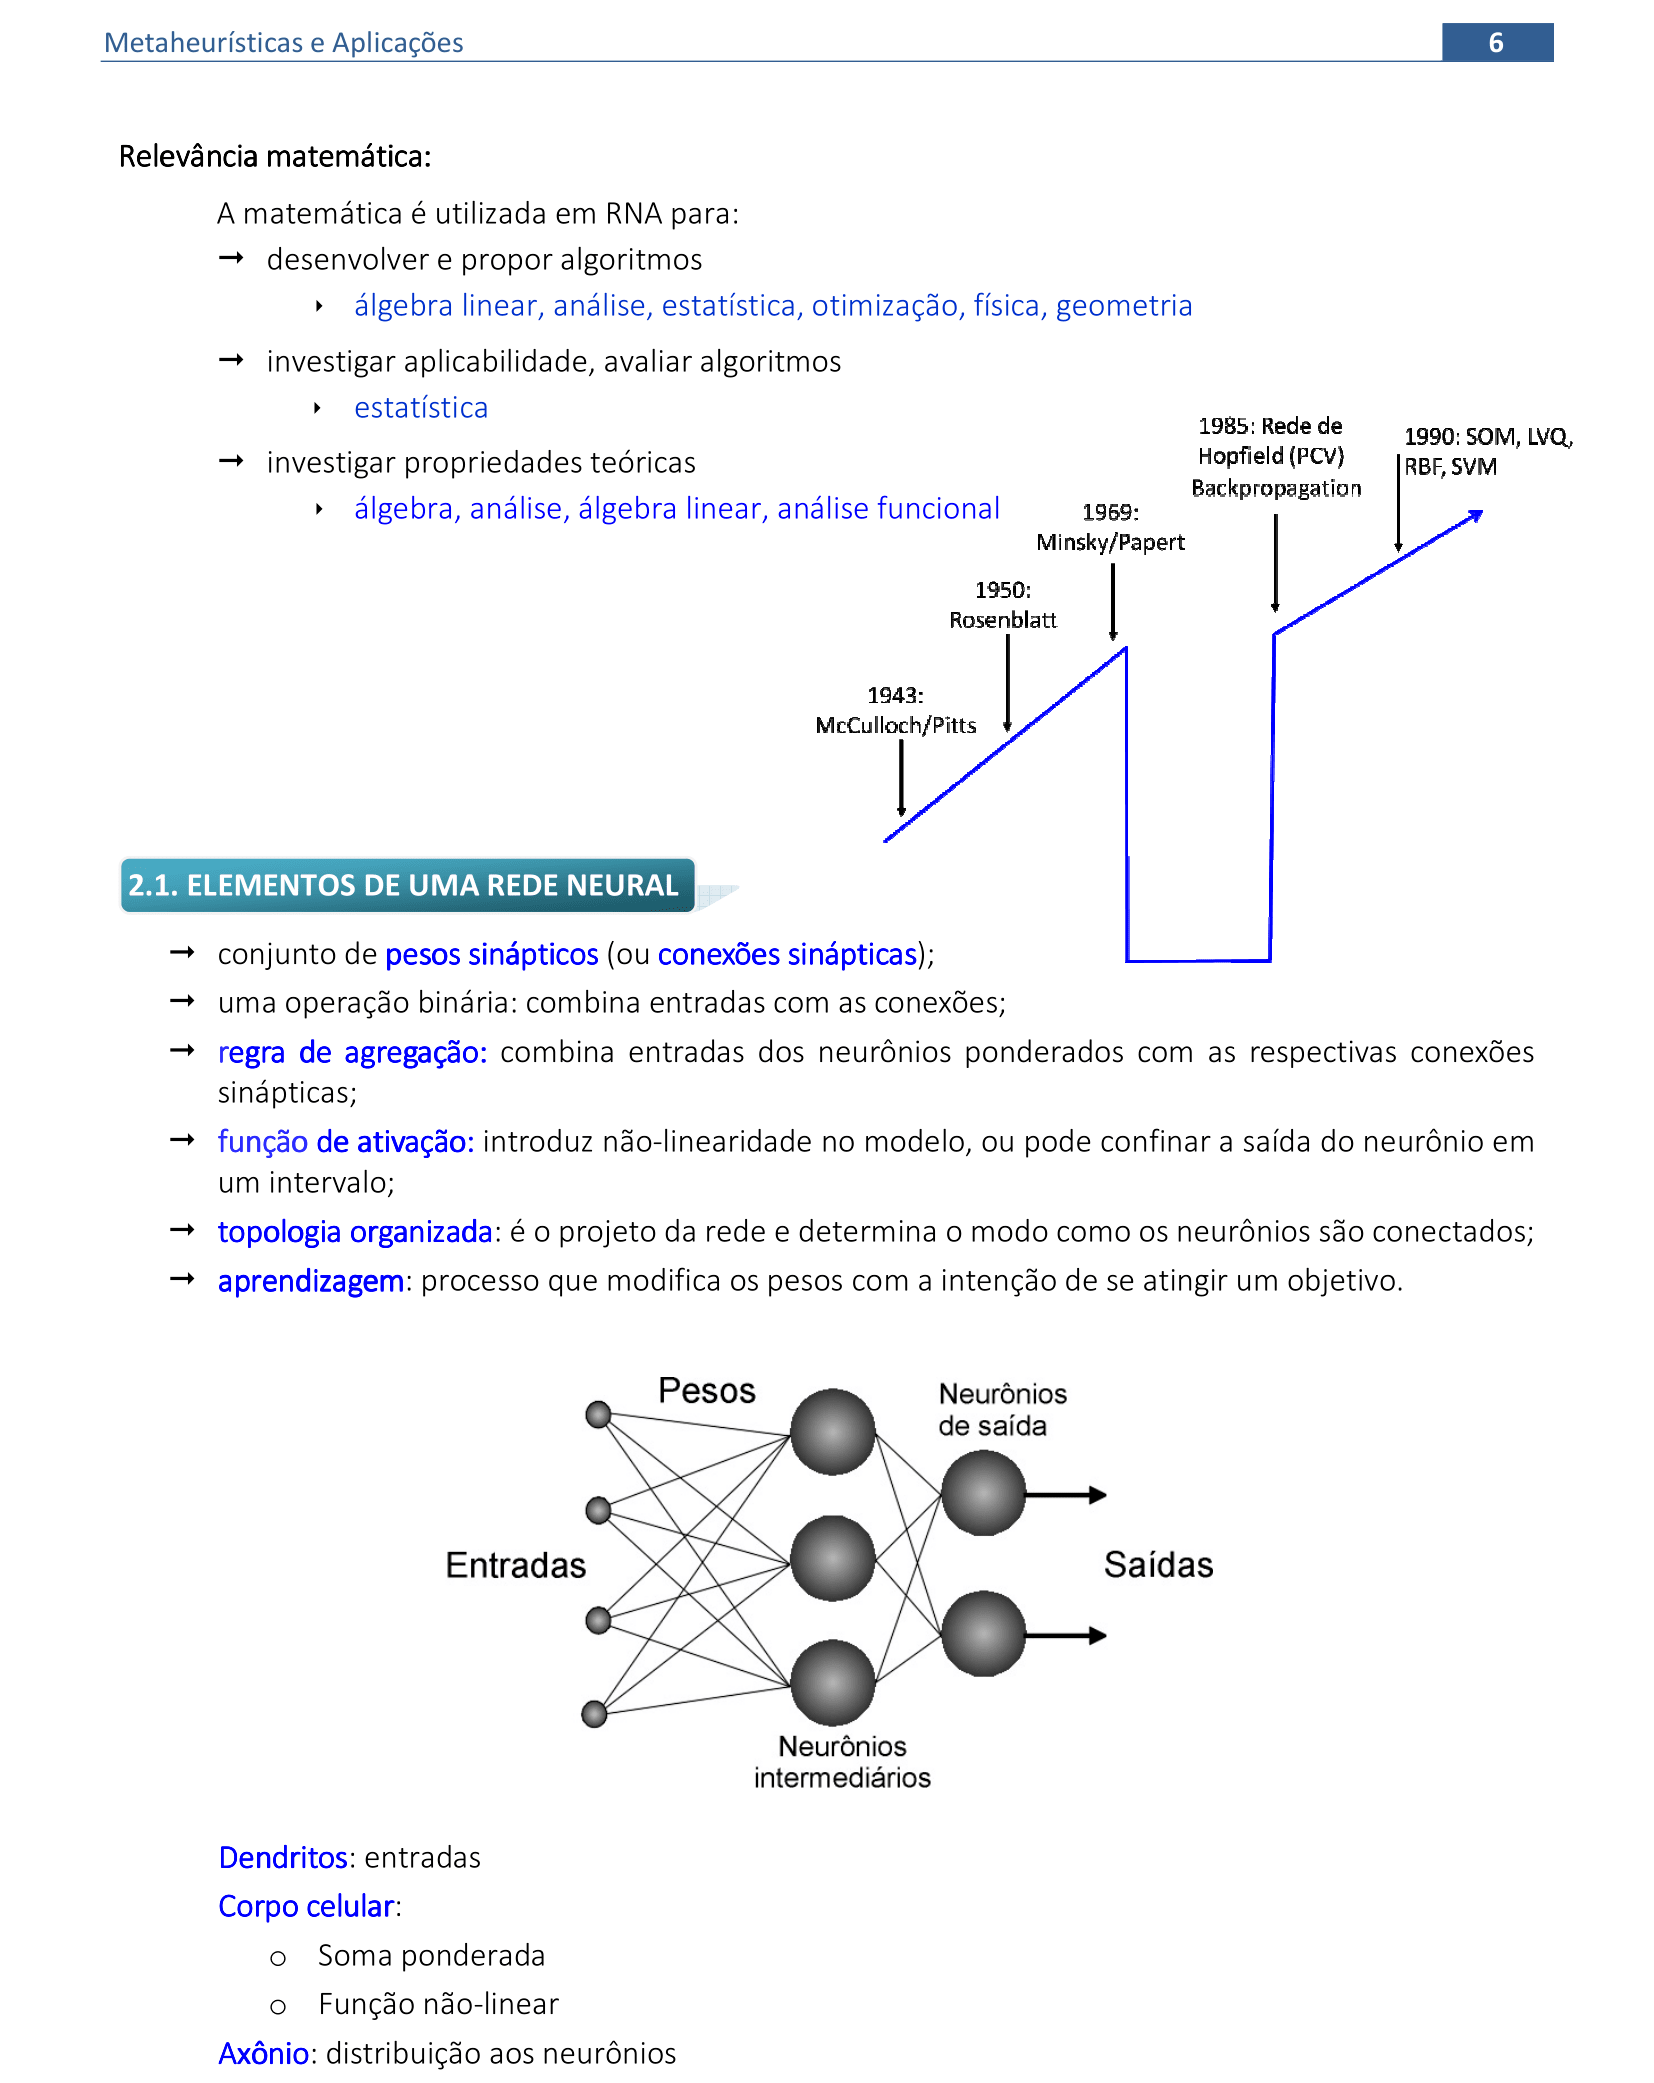 Metaheurísticas e Aplicações
6
Relevância matemática:
A matemática é utilizada em RNA para:
desenvolver e propor algoritmos
álgebra linear, análise, estatística, otimização, física, geometria
investigar aplicabilidade, avaliar algoritmos
estatística
investigar propriedades teóricas
álgebra, análise, álgebra linear, análise funcional
1943:
McCulloch/Pitts
1950:
Rosenblatt
1969:
Minsky/Papert
1985: Rede de
Hopfield (PCV)
Backpropagation
1990: SOM, LVQ,
RBF, SVM
2.1. ELEMENTOS DE UMA REDE NEURAL
conjunto de pesos sinápticos (ou conexões sinápticas);
uma operação binária: combina entradas com as conexões;
regra de agregação: combina entradas dos neurônios ponderados com as respectivas conexões
sinápticas;
função de ativação: introduz não-linearidade no modelo, ou pode confinar a saída do neurônio em
um intervalo;
topologia organizada: é o projeto da rede e determina o modo como os neurônios são conectados;
aprendizagem: processo que modifica os pesos com a intenção de se atingir um objetivo.
Pesos
Neurônios
de saída
Entradas
Saídas
Neurônios
intermediários
Dendritos: entradas
Corpo celular:
o Soma ponderada
o Função não-linear
Axônio: distribuição aos neurônios